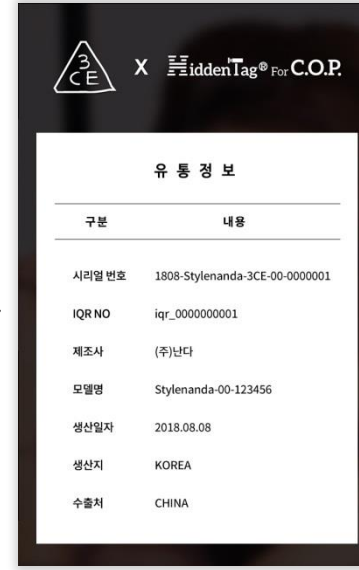 3
CE X HiddenTag® For C.O.P.
유통정보
구분 내용
시리얼 번호 1808-Stylenanda-3CE-00-0000001
IQR NO iqr_0000000001
제조사 (주)난다
모델명 Stylenanda-00-123456
생산일자 2018.08.08
생산지 KOREA
수출처 CHINA